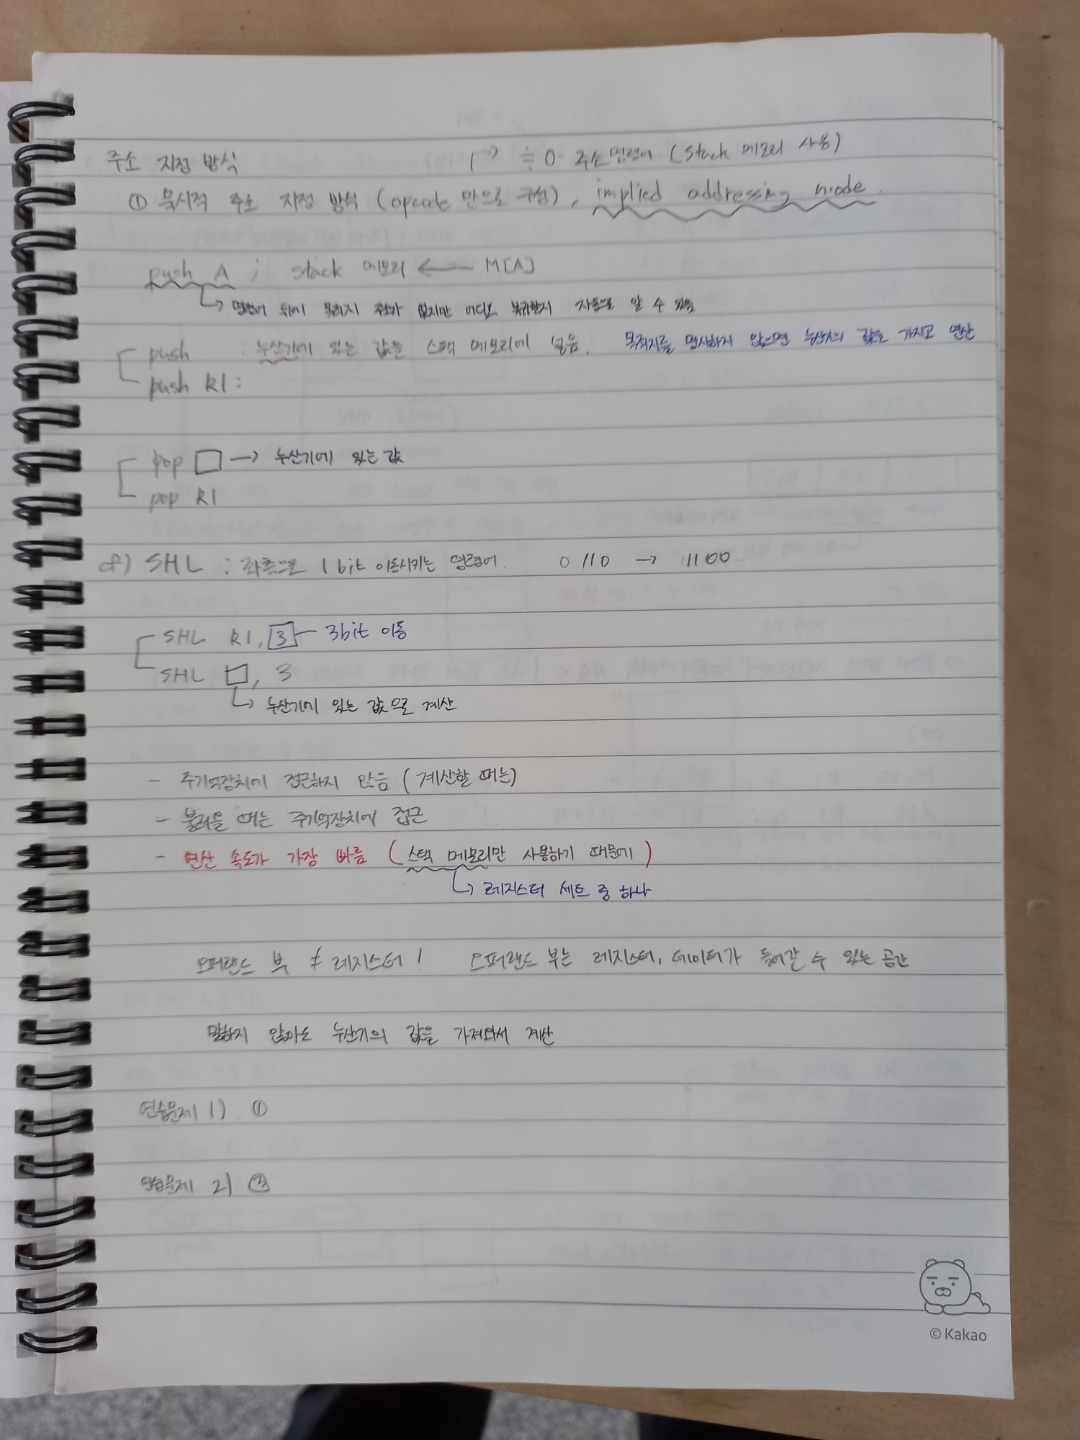 주소 지정 방식
↱ ≒ 0-주소명령어 (stack 메모리 사용)
① 묵시적 주소 지정 방식 (opcode 만으로 구성), implied addressing mode.
push A ; stack 메모리 ← M[A]
↳ 명령어 뒤에 목적지 주소가 없지만 어디로 복귀할지 자동으로 알 수 있음
push : 누산기에 있는 값을 스택 메모리에 넣음. 목적지를 명시하지 않으면 누산기의 값을 가지고 연산
push R1 :
pop □ → 누산기에 있는 값
pop R1
cf) SHL : 좌측으로 1bit 이동시키는 명령어. 0110 → 1100
SHL R1, 3 - 3bit 이동
SHL □, 3
↳ 누산기에 있는 값으로 계산
- 주기억장치에 접근하지 않음 (계산할 때는)
- 불러올 때는 주기억장치에 접근
- 연산 속도가 가장 빠름 (스택 메모리만 사용하기 때문에)
↳ 레지스터 세트 중 하나
오퍼랜드 부 ≠ 레지스터! 오퍼랜드 부는 레지스터, 데이터가 들어갈 수 있는 공간
말하지 않아도 누산기의 값을 가져와서 계산
연습문제 1) ①
연습문제 2)
© Kakao